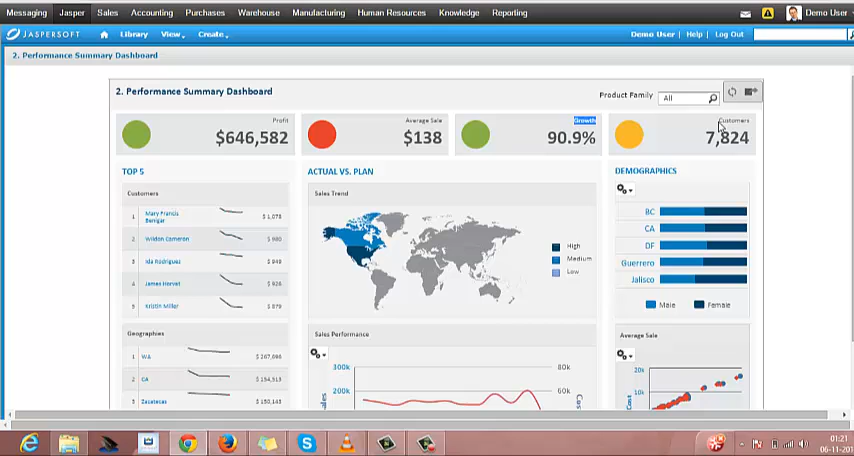 Messaging Jasper Sales Accounting Purchases Warehouse Manufacturing Human Resources Knowledge Reporting Demo User
JASPERSOFT Library View Create Demo User | Help | Log Out
2. Performance Summary Dashboard
2. Performance Summary Dashboard
Product Family All
Profit
$646,582
Average Sale
$138
Growth
90.9%
Customers
7,824
TOP 5
Customers
1 Mary Francis
Benigar $ 1,078
2 Wildon Cameron $ 980
3 Ida Rodriguez $ 949
4 James Horvat $ 926
5 Kristin Miller $ 879
Geographies
1 WA $ 267,696
2 CA $ 154,513
3 Zacatecas $ 150,145
ACTUAL VS. PLAN
Sales Trend
High
Medium
Low
Sales Performance
300k 80k
200k 60k
DEMOGRAPHICS
BC
CA
DF
Guerrero
Jalisco
Male Female
Average Sale
20k
10k
Cost
01:21